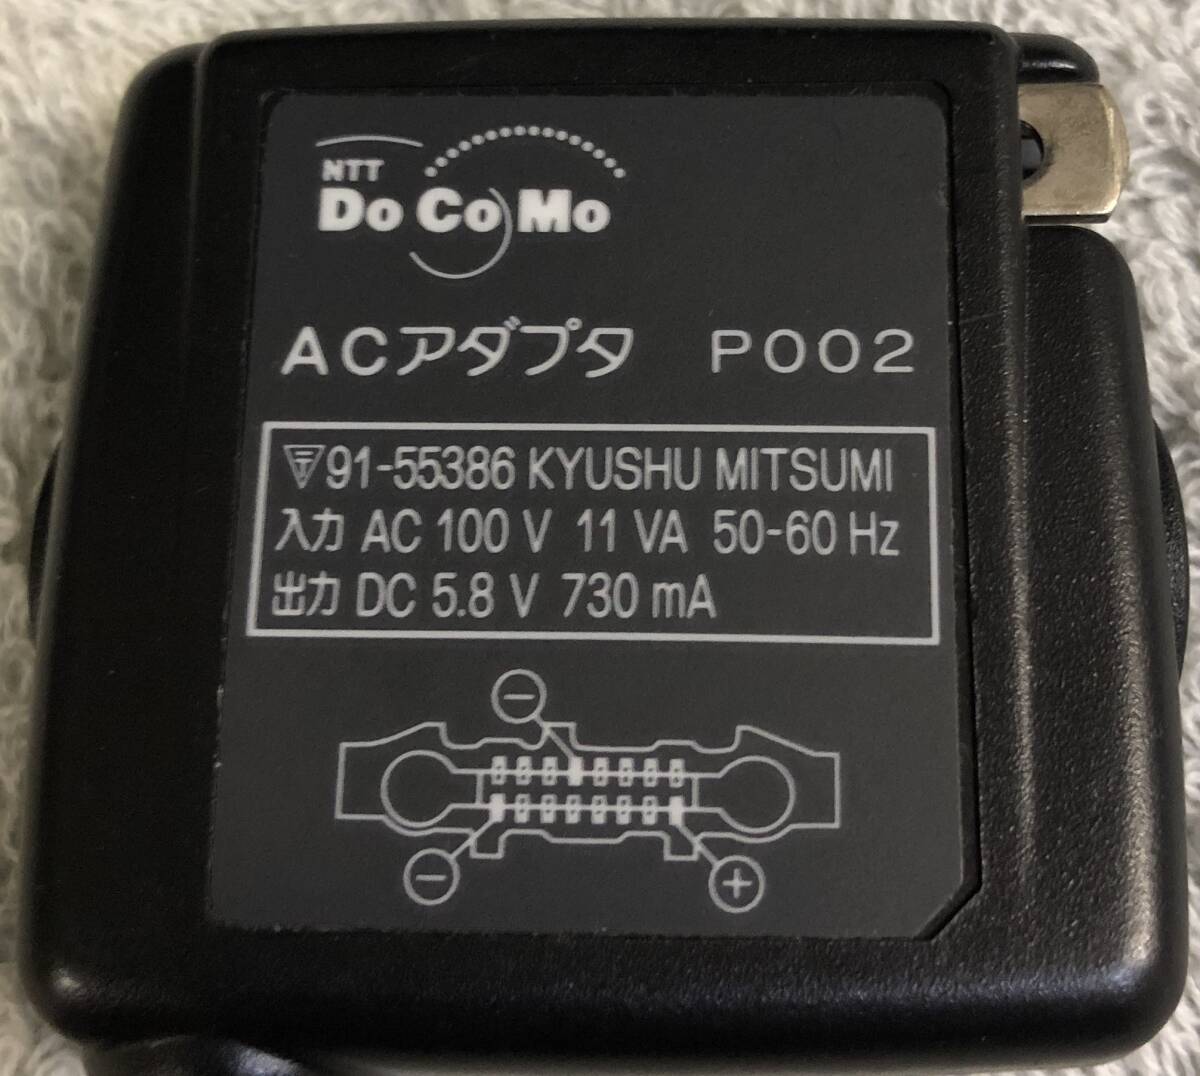 NTT
DoCoMo
ACアダプタ P002
91-55386 KYUSHU MITSUMI
入力 AC 100 V 11 VA 50-60 Hz
出力 DC 5.8 V 730 mA
−
− +